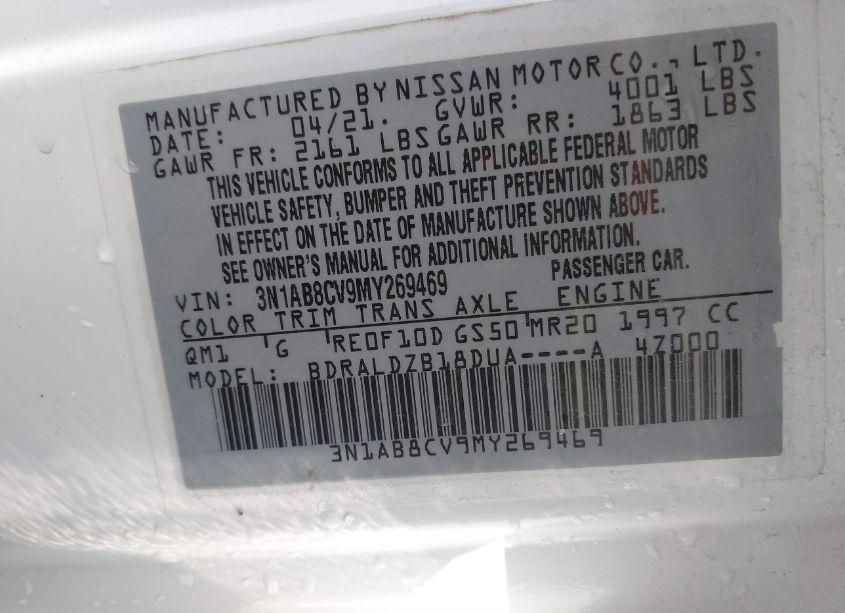 MANUFACTURED BY NISSAN MOTOR CO., LTD.
DATE: 04/21. GVWR: 4001 LBS
GAWR FR: 2161 LBS GAWR RR: 1863 LBS
THIS VEHICLE CONFORMS TO ALL APPLICABLE FEDERAL MOTOR
VEHICLE SAFETY, BUMPER AND THEFT PREVENTION STANDARDS
IN EFFECT ON THE DATE OF MANUFACTURE SHOWN ABOVE.
SEE OWNER'S MANUAL FOR ADDITIONAL INFORMATION.
VIN: 3N1AB8CV9MY269469 PASSENGER CAR.
COLOR TRIM TRANS AXLE ENGINE
QM1 G RE0F10D GS50 MR20 1997 CC
MODEL: BDRALDZB18DUA----A 4Z000
3N1AB8CV9MY269469